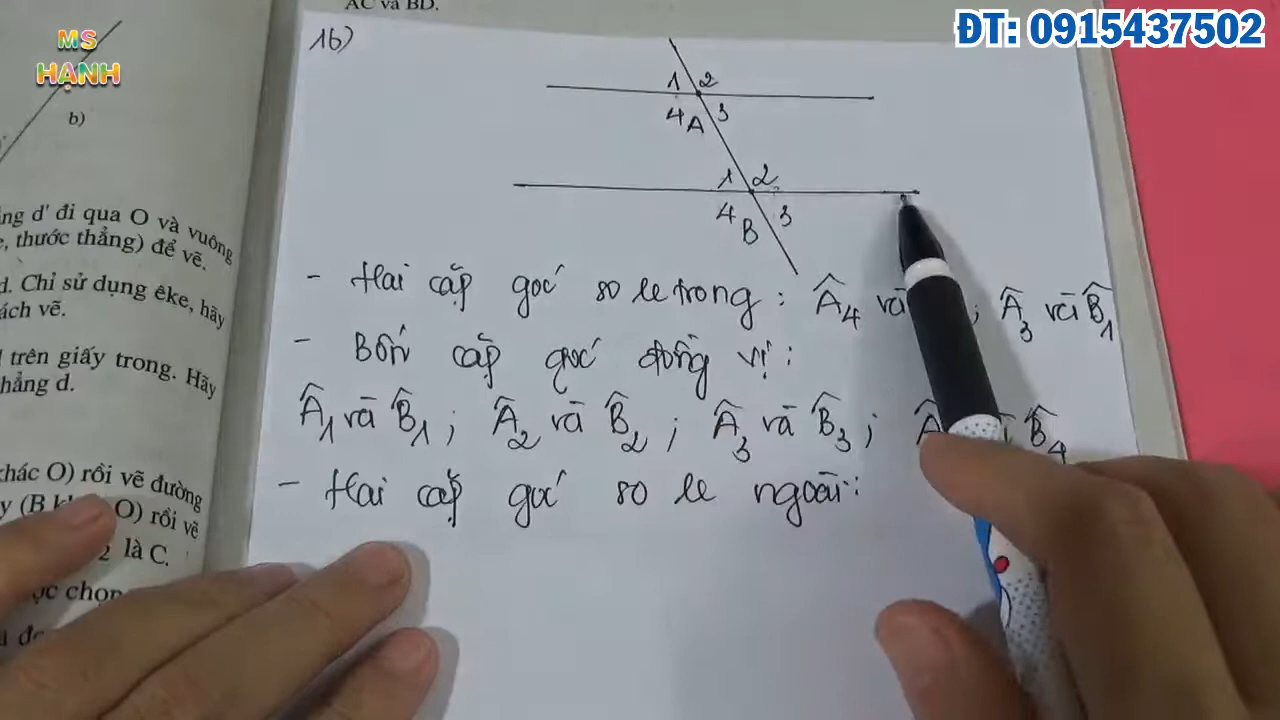 AC và BD.
ĐT: 0915437502
MS
HẠNH
b)
16)
1 2
4 A 3
1 2
4 B 3
ng d' đi qua O và vuông
, thước thẳng) để vẽ.
d. Chỉ sử dụng êke, hãy
ách vẽ.
trên giấy trong. Hãy
hẳng d.
khác O) rồi vẽ đường
O) rồi vẽ
2 là C.
- Hai cặp góc so le trong : Â4 và ; Â3 và B̂1
- Bốn cặp góc đồng vị :
Â1 và B̂1 ; Â2 và B̂2 ; Â3 và B̂3 ; B̂4
- Hai cặp góc so le ngoài :